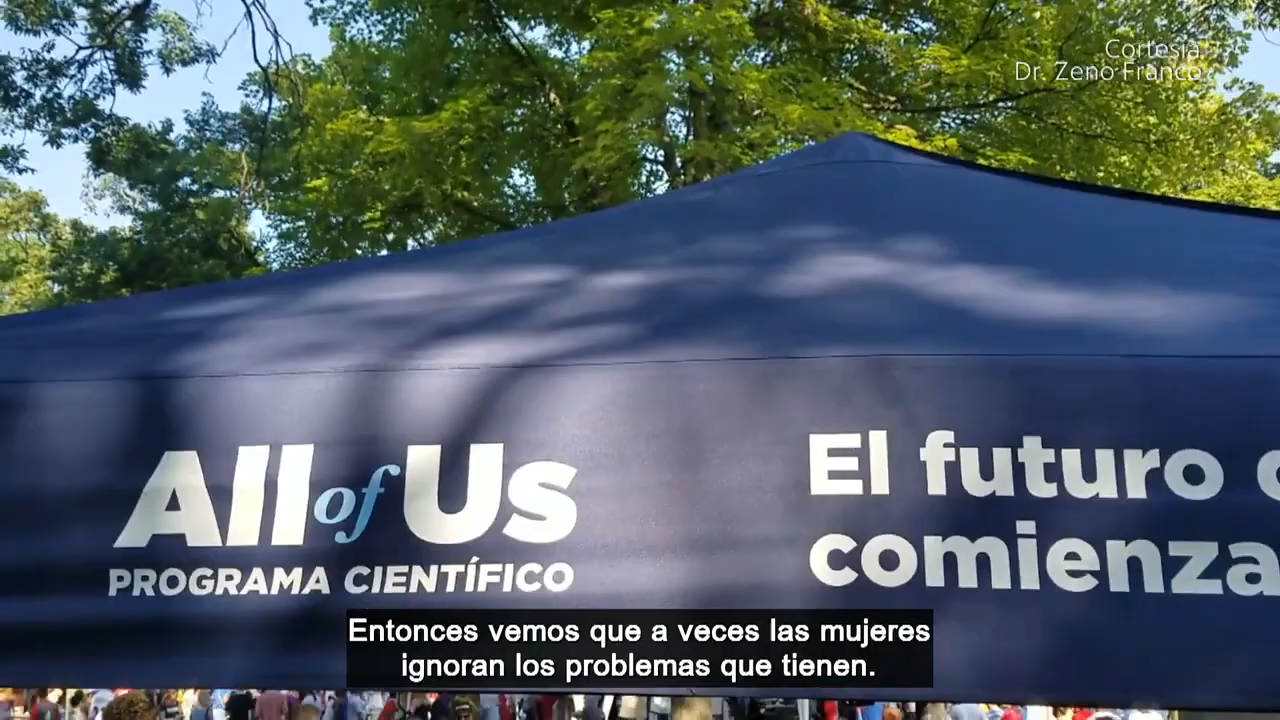 Cortesía
Dr. Zeno Franco
All of Us
PROGRAMA CIENTÍFICO
El futuro
comienza
Entonces vemos que a veces las mujeres
ignoran los problemas que tienen.